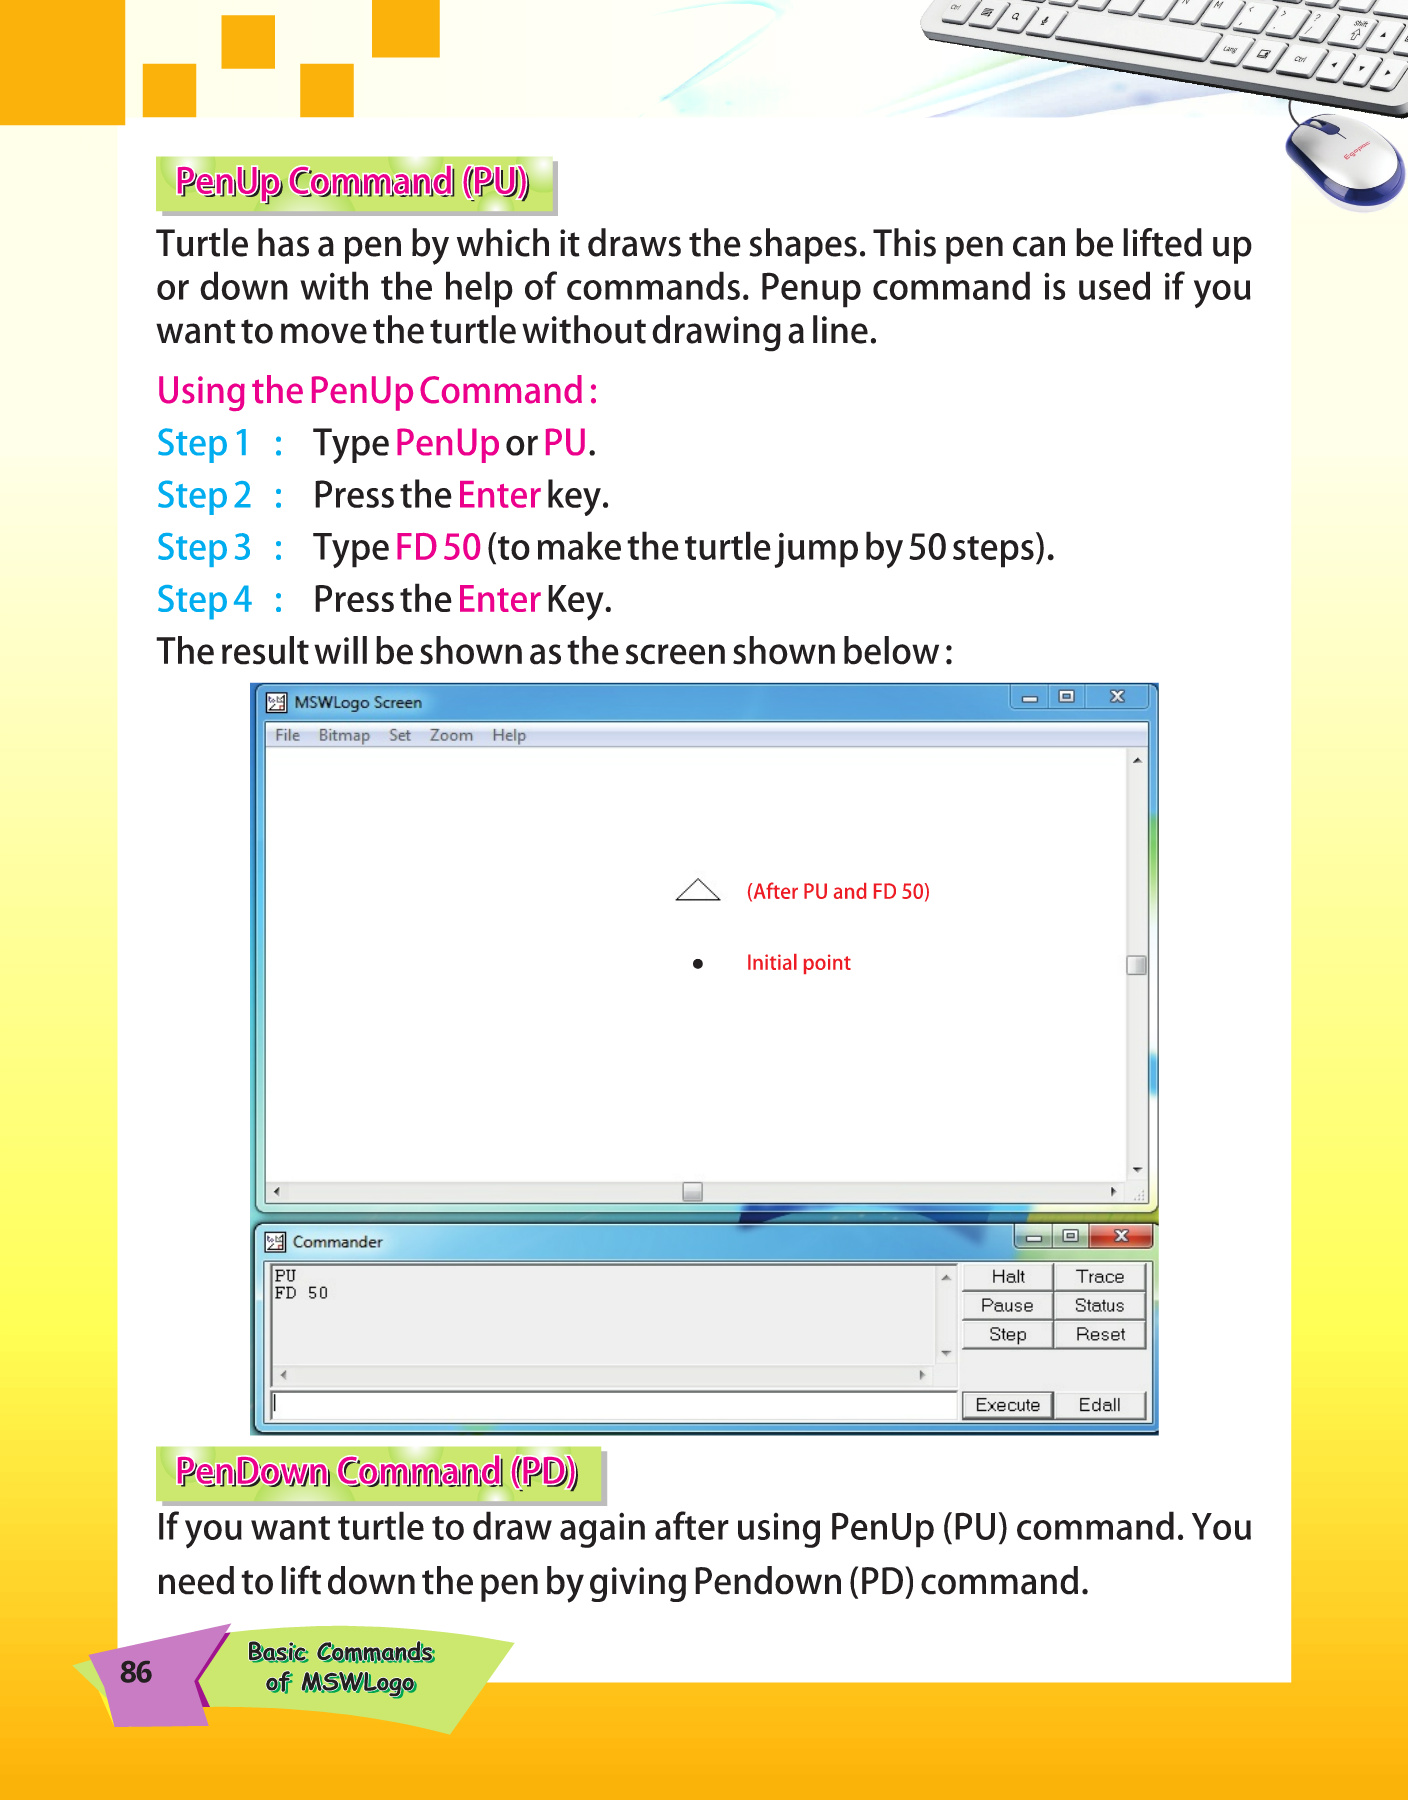 Ctrl
N
M
Shift
Lang
Ctrl
PenUp Command (PU)
Turtle has a pen by which it draws the shapes. This pen can be lifted up
or down with the help of commands. Penup command is used if you
want to move the turtle without drawing a line.
Using the PenUp Command :
Step 1 : Type PenUp or PU.
Step 2 : Press the Enter key.
Step 3 : Type FD 50 (to make the turtle jump by 50 steps).
Step 4 : Press the Enter Key.
The result will be shown as the screen shown below :
MSWLogo Screen
File Bitmap Set Zoom Help
(After PU and FD 50)
Initial point
Commander
PU
FD 50
Halt Trace
Pause Status
Step Reset
Execute Edall
PenDown Command (PD)
If you want turtle to draw again after using PenUp (PU) command. You
need to lift down the pen by giving Pendown (PD) command.
86
Basic Commands
of MSWLogo